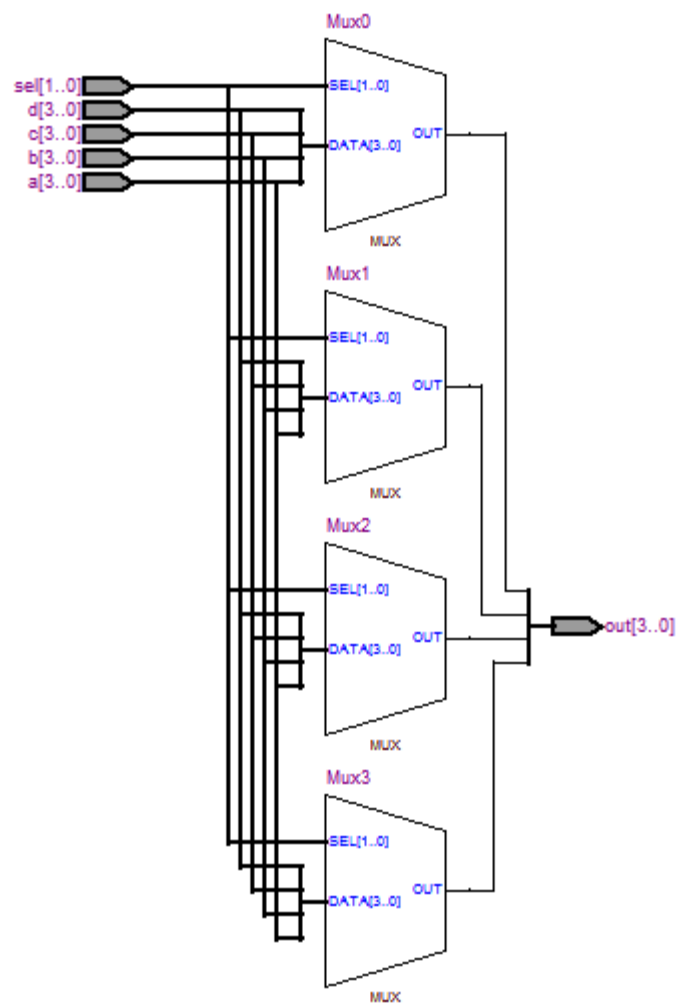 Mux0
sel[1..0]
d[3..0]
c[3..0]
b[3..0]
a[3..0]
SEL[1..0]
DATA[3..0]
OUT
MUX
Mux1
SEL[1..0]
DATA[3..0]
OUT
MUX
Mux2
SEL[1..0]
DATA[3..0]
OUT
MUX
out[3..0]
Mux3
SEL[1..0]
DATA[3..0]
OUT
MUX